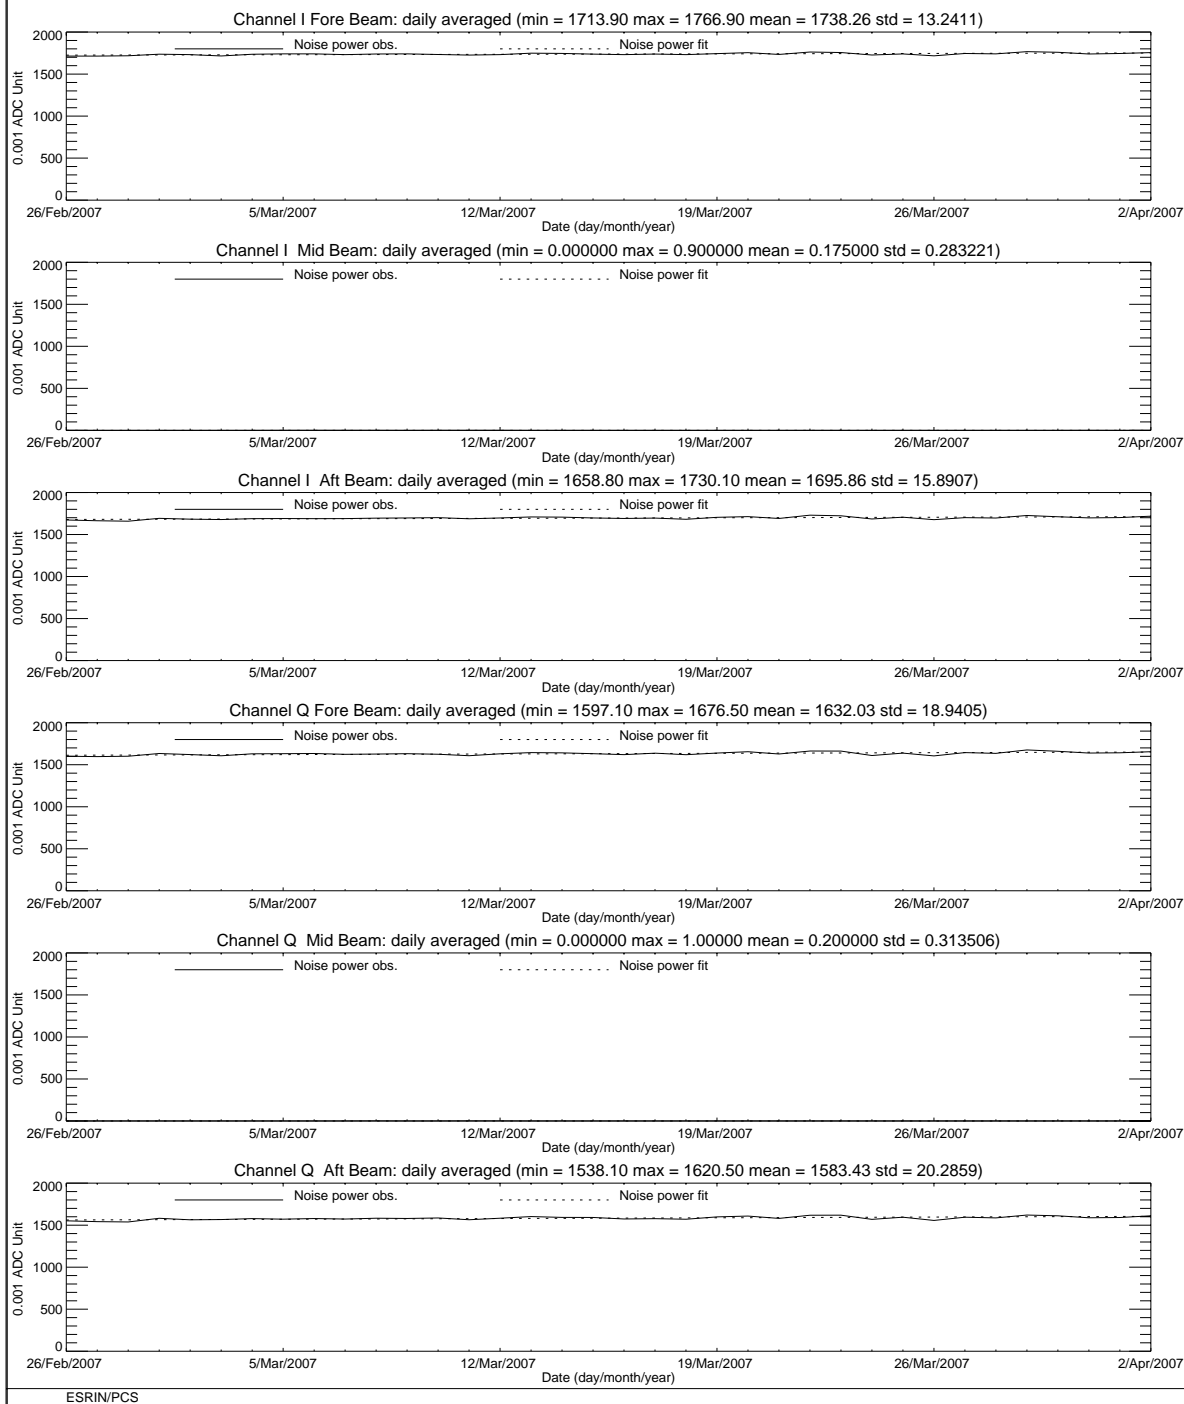 Channel I Fore Beam: daily averaged (min = 1713.90 max = 1766.90 mean = 1738.26 std = 13.2411)
Noise power obs.
Noise power fit
2000
1500
1000
500
0
0.001 ADC Unit
26/Feb/2007 5/Mar/2007 12/Mar/2007 19/Mar/2007 26/Mar/2007 2/Apr/2007
Date (day/month/year)
Channel I Mid Beam: daily averaged (min = 0.000000 max = 0.900000 mean = 0.175000 std = 0.283221)
Noise power obs.
Noise power fit
2000
1500
1000
500
0
0.001 ADC Unit
26/Feb/2007 5/Mar/2007 12/Mar/2007 19/Mar/2007 26/Mar/2007 2/Apr/2007
Date (day/month/year)
Channel I Aft Beam: daily averaged (min = 1658.80 max = 1730.10 mean = 1695.86 std = 15.8907)
Noise power obs.
Noise power fit
2000
1500
1000
500
0
0.001 ADC Unit
26/Feb/2007 5/Mar/2007 12/Mar/2007 19/Mar/2007 26/Mar/2007 2/Apr/2007
Date (day/month/year)
Channel Q Fore Beam: daily averaged (min = 1597.10 max = 1676.50 mean = 1632.03 std = 18.9405)
Noise power obs.
Noise power fit
2000
1500
1000
500
0
0.001 ADC Unit
26/Feb/2007 5/Mar/2007 12/Mar/2007 19/Mar/2007 26/Mar/2007 2/Apr/2007
Date (day/month/year)
Channel Q Mid Beam: daily averaged (min = 0.000000 max = 1.00000 mean = 0.200000 std = 0.313506)
Noise power obs.
Noise power fit
2000
1500
1000
500
0
0.001 ADC Unit
26/Feb/2007 5/Mar/2007 12/Mar/2007 19/Mar/2007 26/Mar/2007 2/Apr/2007
Date (day/month/year)
Channel Q Aft Beam: daily averaged (min = 1538.10 max = 1620.50 mean = 1583.43 std = 20.2859)
Noise power obs.
Noise power fit
2000
1500
1000
500
0
0.001 ADC Unit
26/Feb/2007 5/Mar/2007 12/Mar/2007 19/Mar/2007 26/Mar/2007 2/Apr/2007
Date (day/month/year)
ESRIN/PCS